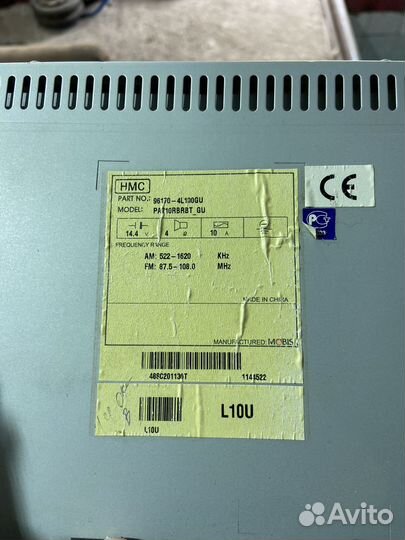 HMC
PART NO.: 96170-4L100GU
MODEL: PA710RBRBT_GU
14.4 V 4 Ω 10 A
FREQUENCY RANGE
AM: 522-1620 KHz
FM: 87.5-108.0 MHz
MADE IN CHINA
MANUFACTURED: MOBIS
1144522
L10U
L10U
CE
Avito